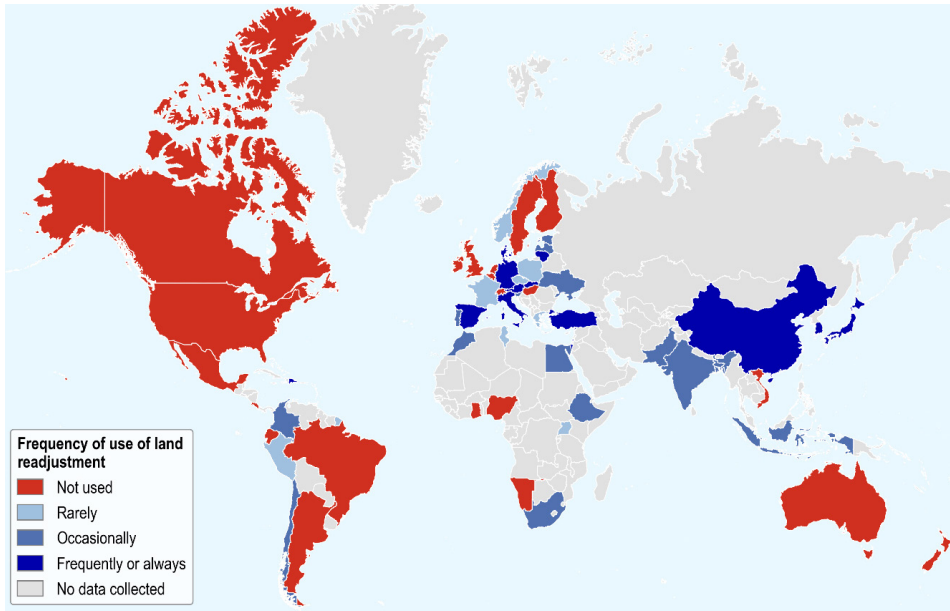 Frequency of use of land
readjustment
Not used
Rarely
Occasionally
Frequently or always
No data collected